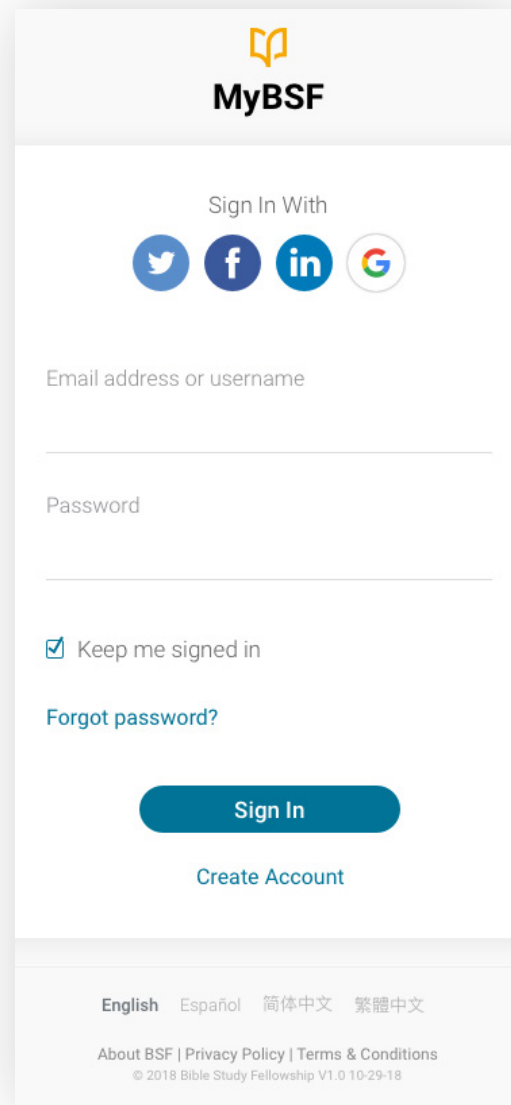 MyBSF
Sign In With
Email address or username
Password
Keep me signed in
Forgot password?
Sign In
Create Account
English Español 简体中文 繁體中文
About BSF | Privacy Policy | Terms & Conditions
© 2018 Bible Study Fellowship V1.0 10-29-18